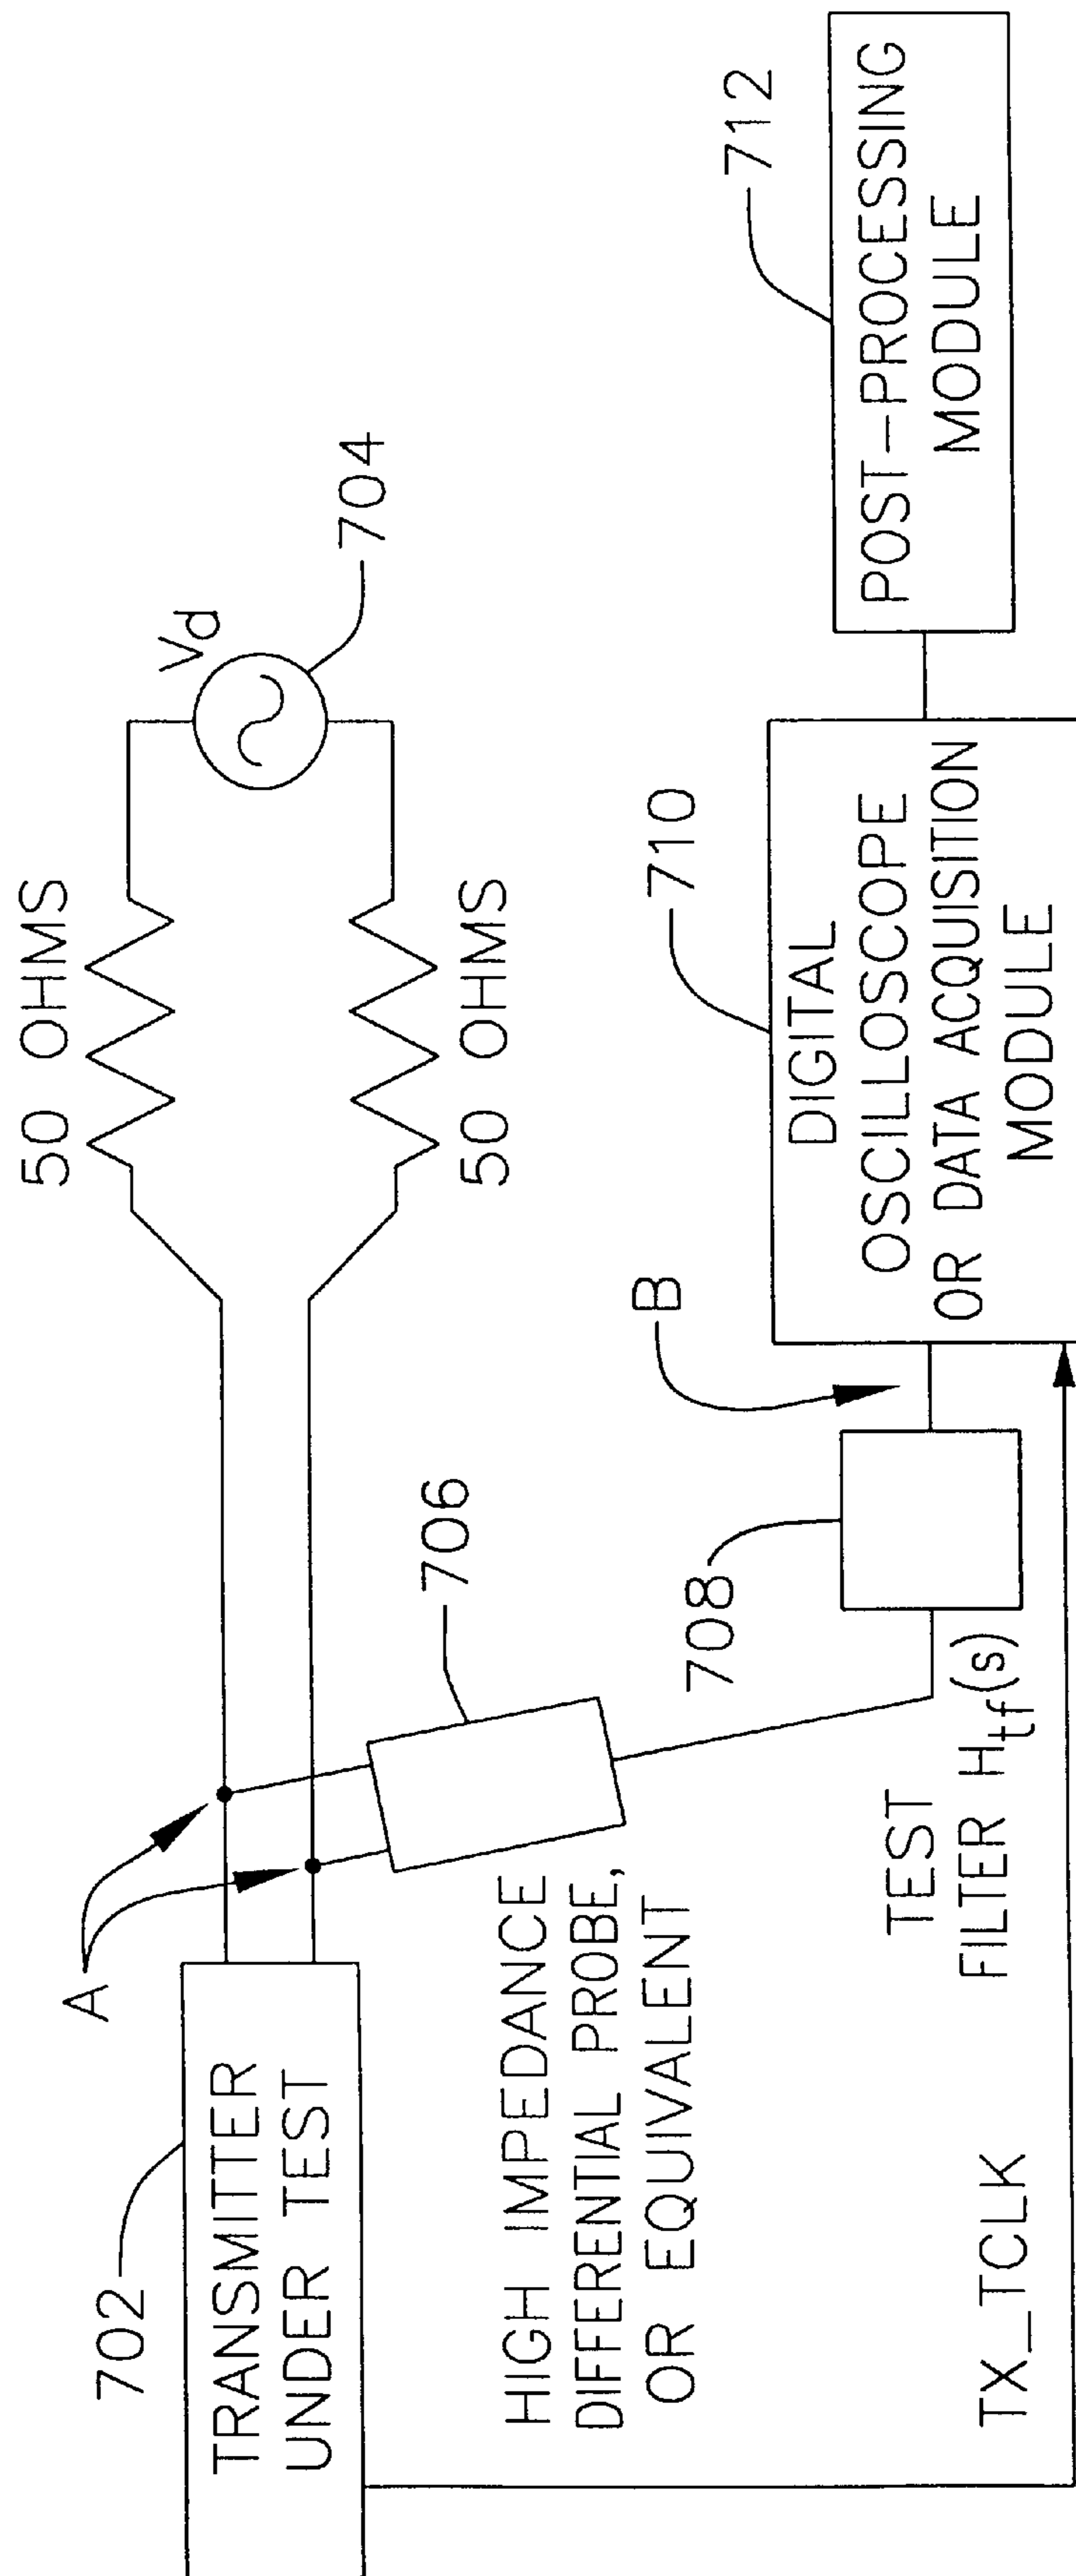 50 OHMS
Vd
704
50 OHMS
A
702
TRANSMITTER
UNDER TEST
706
HIGH IMPEDANCE
DIFFERENTIAL PROBE,
OR EQUIVALENT
B
708
TEST
FILTER Htf(s)
710
DIGITAL
OSCILLOSCOPE
OR DATA ACQUISITION
MODULE
712
POST-PROCESSING
MODULE
TX_TCLK